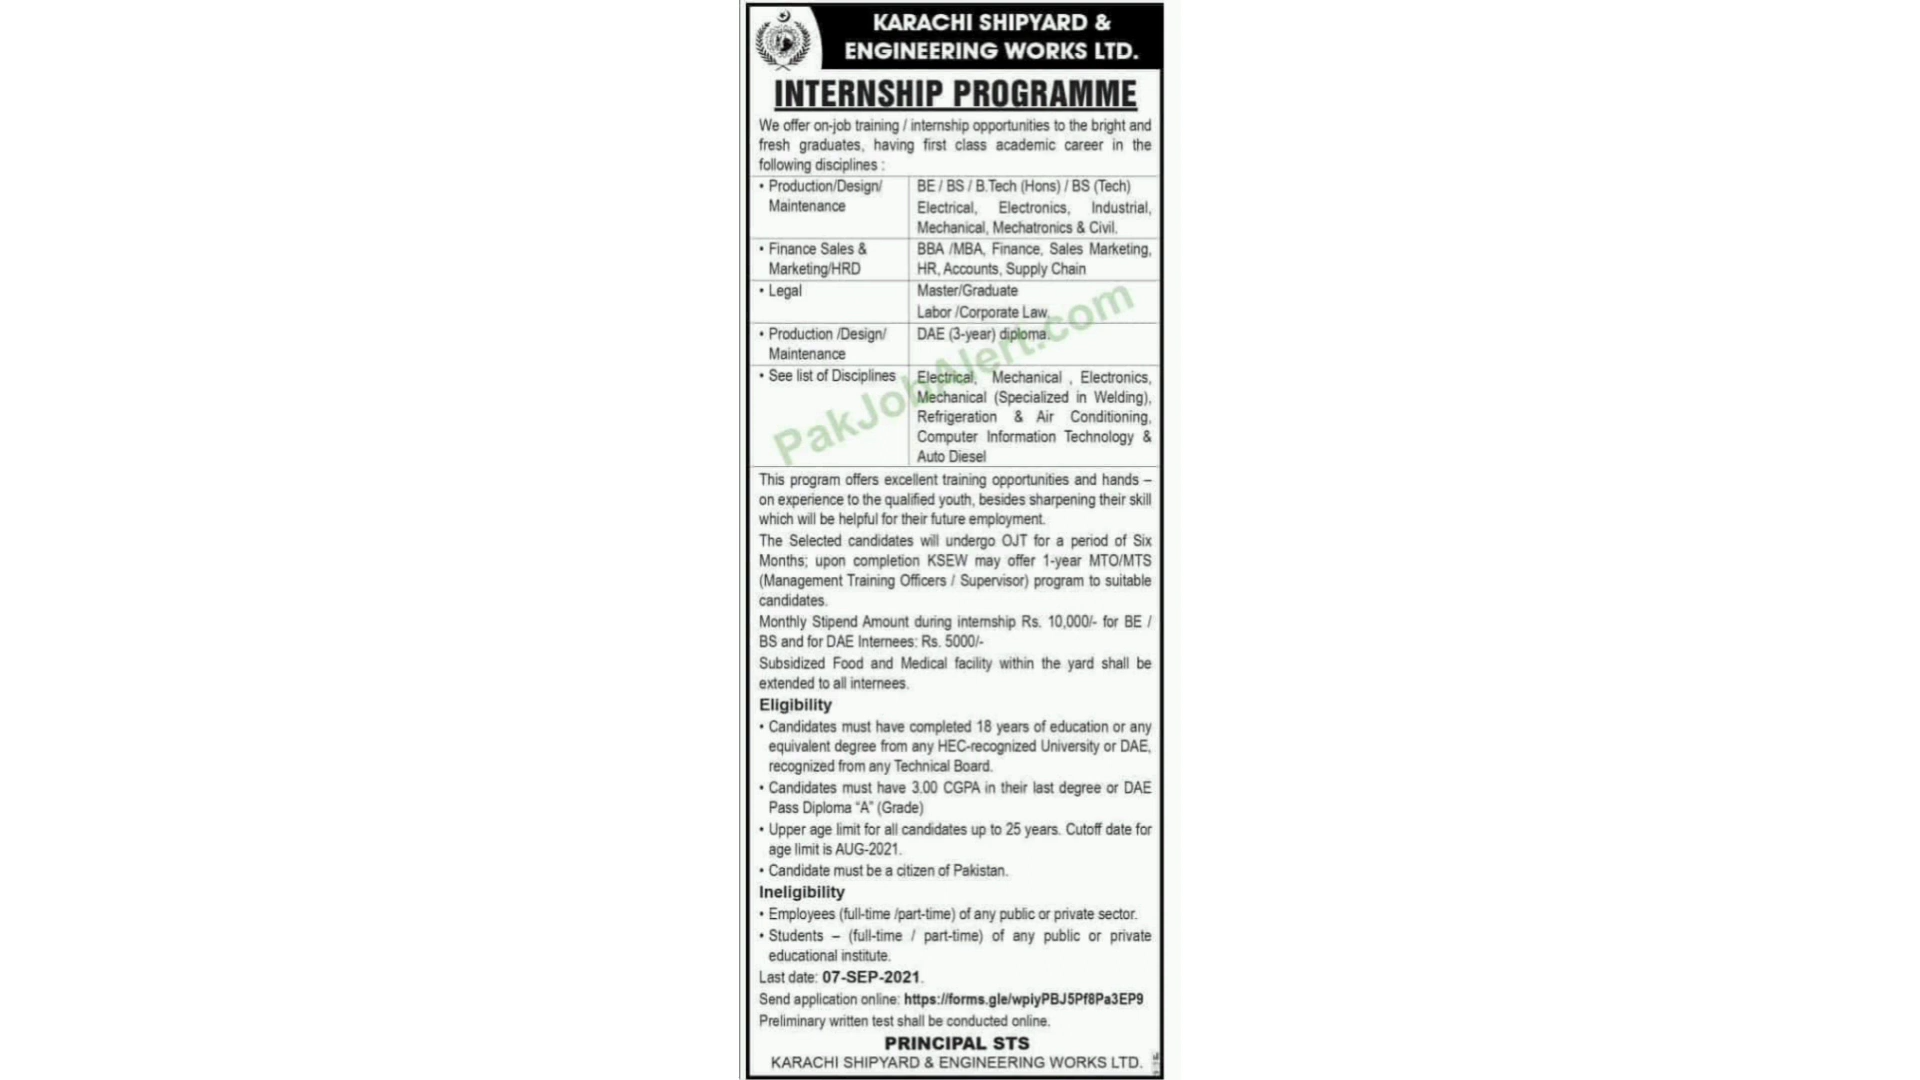 KARACHI SHIPYARD &
ENGINEERING WORKS LTD.
INTERNSHIP PROGRAMME
We offer on-job training / internship opportunities to the bright and
fresh graduates, having first class academic career in the
following disciplines :
• Production/Design/
Maintenance
BE / BS / B.Tech (Hons) / BS (Tech)
Electrical, Electronics, Industrial,
Mechanical, Mechatronics & Civil.
• Finance Sales &
Marketing/HRD
BBA /MBA, Finance, Sales Marketing,
HR, Accounts, Supply Chain
• Legal
Master/Graduate
Labor /Corporate Law.
• Production /Design/
Maintenance
DAE (3-year) diploma.
• See list of Disciplines
Electrical, Mechanical , Electronics,
Mechanical (Specialized in Welding),
Refrigeration & Air Conditioning,
Computer Information Technology &
Auto Diesel
PakJobAlert.com
This program offers excellent training opportunities and hands –
on experience to the qualified youth, besides sharpening their skill
which will be helpful for their future employment.
The Selected candidates will undergo OJT for a period of Six
Months; upon completion KSEW may offer 1-year MTO/MTS
(Management Training Officers / Supervisor) program to suitable
candidates.
Monthly Stipend Amount during internship Rs. 10,000/- for BE /
BS and for DAE Internees: Rs. 5000/-
Subsidized Food and Medical facility within the yard shall be
extended to all internees.
Eligibility
• Candidates must have completed 18 years of education or any
equivalent degree from any HEC-recognized University or DAE,
recognized from any Technical Board.
• Candidates must have 3.00 CGPA in their last degree or DAE
Pass Diploma “A” (Grade)
• Upper age limit for all candidates up to 25 years. Cutoff date for
age limit is AUG-2021.
• Candidate must be a citizen of Pakistan.
Ineligibility
• Employees (full-time /part-time) of any public or private sector.
• Students – (full-time / part-time) of any public or private
educational institute.
Last date: 07-SEP-2021.
Send application online: https://forms.gle/wpiyPBJ5Pf8Pa3EP9
Preliminary written test shall be conducted online.
PRINCIPAL STS
KARACHI SHIPYARD & ENGINEERING WORKS LTD.